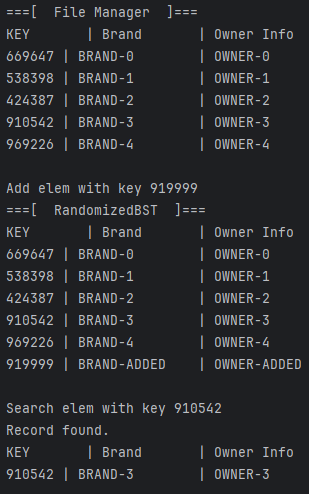 ===[  File Manager  ]===
KEY       | Brand       | Owner Info
669647 | BRAND-0        | OWNER-0
538398 | BRAND-1        | OWNER-1
424387 | BRAND-2        | OWNER-2
910542 | BRAND-3        | OWNER-3
969226 | BRAND-4        | OWNER-4
Add elem with key 919999
===[  RandomizedBST  ]===
KEY       | Brand       | Owner Info
669647 | BRAND-0        | OWNER-0
538398 | BRAND-1        | OWNER-1
424387 | BRAND-2        | OWNER-2
910542 | BRAND-3        | OWNER-3
969226 | BRAND-4        | OWNER-4
919999 | BRAND-ADDED    | OWNER-ADDED
Search elem with key 910542
Record found.
KEY       | Brand       | Owner Info
910542 | BRAND-3        | OWNER-3